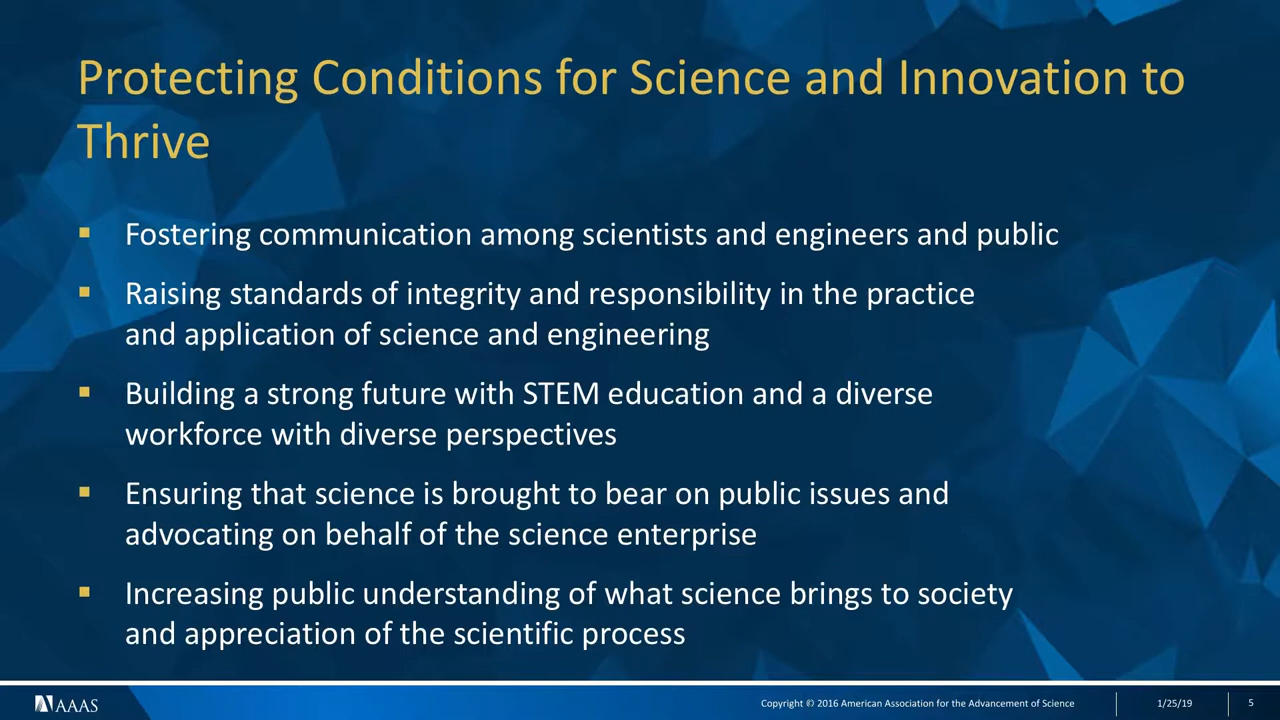 Protecting Conditions for Science and Innovation to
Thrive
▪ Fostering communication among scientists and engineers and public
▪ Raising standards of integrity and responsibility in the practice
and application of science and engineering
▪ Building a strong future with STEM education and a diverse
workforce with diverse perspectives
▪ Ensuring that science is brought to bear on public issues and
advocating on behalf of the science enterprise
▪ Increasing public understanding of what science brings to society
and appreciation of the scientific process
AAAS
Copyright © 2016 American Association for the Advancement of Science
1/25/19
5